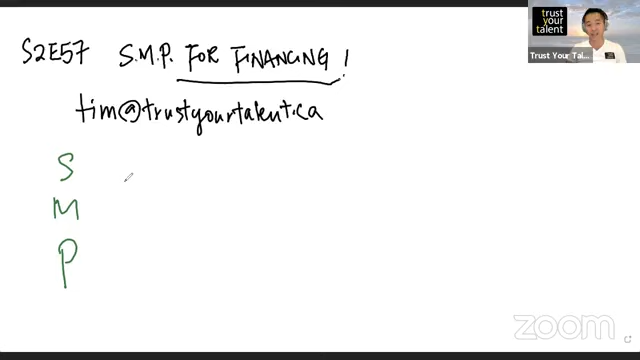 S2E57 S.M.P. FOR FINANCING!
tim@trustyourtalent.ca
S
M
P
trust
your
talent
Trust Your Tal...
zoom